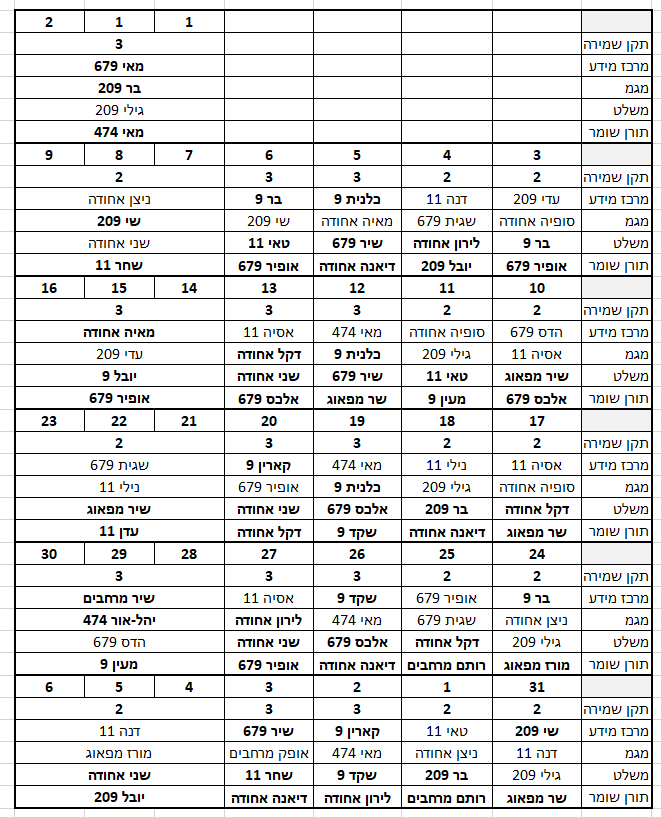 1 1 2
תקן שמירה 3
מרכז מידע מאי 679
מגמ בר 209
משלט גילי 209
תורן שומר מאי 474
3 4 5 6 7 8 9
תקן שמירה 2 2 3 3 2
מרכז מידע עדי 209 דנה 11 כלנית 9 בר 9 ניצן אחודה
מגמ סופיה אחודה שגית 679 מאיה אחודה שי 209 שי 209
משלט בר 9 לירון אחודה שיר 679 טאי 11 שני אחודה
תורן שומר אופיר 679 יובל 209 דיאנה אחודה אופיר 679 שחר 11
10 11 12 13 14 15 16
תקן שמירה 2 2 3 3 3
מרכז מידע הדס 679 סופיה אחודה מאי 474 אסיה 11 מאיה אחודה
מגמ אסיה 11 גילי 209 כלנית 9 דקל אחודה עדי 209
משלט שיר מפאוג טאי 11 שיר 679 שני אחודה יובל 9
תורן שומר אלכס 679 מעין 9 שר מפאוג אלכס 679 אופיר 679
17 18 19 20 21 22 23
תקן שמירה 2 2 3 3 2
מרכז מידע אסיה 11 נילי 11 מאי 474 קארין 9 שגית 679
מגמ סופיה אחודה גילי 209 כלנית 9 אופיר 679 נילי 11
משלט דקל אחודה בר 209 אלכס 679 שני אחודה שיר מפאוג
תורן שומר שר מפאוג דיאנה אחודה שקד 9 דקל אחודה עדן 11
24 25 26 27 28 29 30
תקן שמירה 2 2 3 3 3
מרכז מידע בר 9 אופיר 679 שקד 9 אסיה 11 שיר מרחבים
מגמ ניצן אחודה שגית 679 מאי 474 לירון אחודה יהל-אור 474
משלט גילי 209 דקל אחודה אלכס 679 שני אחודה הדס 679
תורן שומר מורז מפאוג רותם מרחבים דיאנה אחודה אופיר 679 מעין 9
31 1 2 3 4 5 6
תקן שמירה 2 2 3 3 2
מרכז מידע שי 209 טאי 11 קארין 9 שיר 679 דנה 11
מגמ דנה 11 ניצן אחודה מאי 474 אופק מרחבים מורז מפאוג
משלט גילי 209 בר 209 שקד 9 שחר 11 שני אחודה
תורן שומר שר מפאוג רותם מרחבים לירון אחודה דיאנה אחודה יובל 209